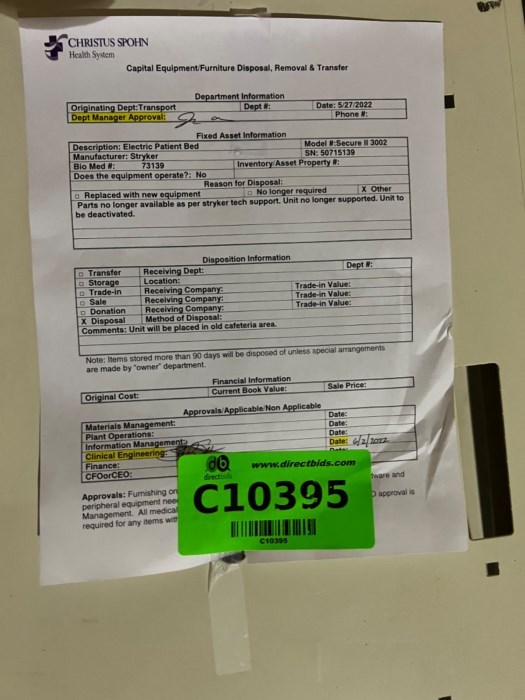 CHRISTUS SPOHN
Health System
Capital Equipment/Furniture Disposal, Removal & Transfer
Department Information
Originating Dept:Transport Dept #: Date: 5/27/2022
Dept Manager Approval: Phone #:
Fixed Asset Information
Description: Electric Patient Bed Model #:Secure II 3002
Manufacturer: Stryker SN: 50715139
Bio Med #: 73139 Inventory/Asset Property #:
Does the equipment operate?: No
Reason for Disposal:
□ Replaced with new equipment □ No longer required X Other
Parts no longer available as per stryker tech support. Unit no longer supported. Unit to
be deactivated.
Disposition Information
□ Transfer Receiving Dept: Dept #:
□ Storage Location:
□ Trade-in Receiving Company: Trade-in Value:
□ Sale Receiving Company: Trade-in Value:
□ Donation Receiving Company: Trade-in Value:
X Disposal Method of Disposal:
Comments: Unit will be placed in old cafeteria area.
Note: Items stored more than 90 days will be disposed of unless special arrangements
are made by "owner" department.
Financial Information
Original Cost: Current Book Value: Sale Price:
Approvals/Applicable/Non Applicable
Materials Management: Date:
Plant Operations: Date:
Information Management: Date:
Clinical Engineering: Date: 6/2/2022
Finance:
CFOorCEO:
db www.directbids.com
directbids
C10395
C10395
Approvals: Furnishing on
peripheral equipment
Management. All medical approval is
required for any items